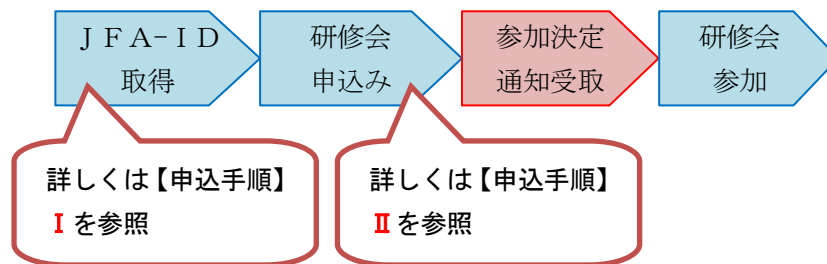 ＪＦＡ－ＩＤ
取得
研修会
申込み
参加決定
通知受取
研修会
参加
詳しくは【申込手順】
Ⅰを参照
詳しくは【申込手順】
Ⅱを参照